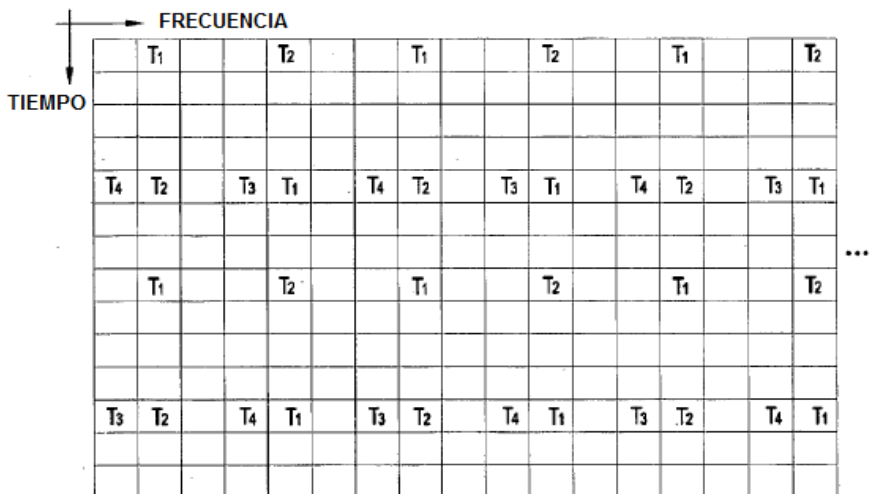 FRECUENCIA
TIEMPO
T1 T2 T1 T2 T1 T2
T4 T2 T3 T1 T4 T2 T3 T1 T4 T2 T3 T1
...
T1 T2 T1 T2 T1 T2
T3 T2 T4 T1 T3 T2 T4 T1 T3 T2 T4 T1